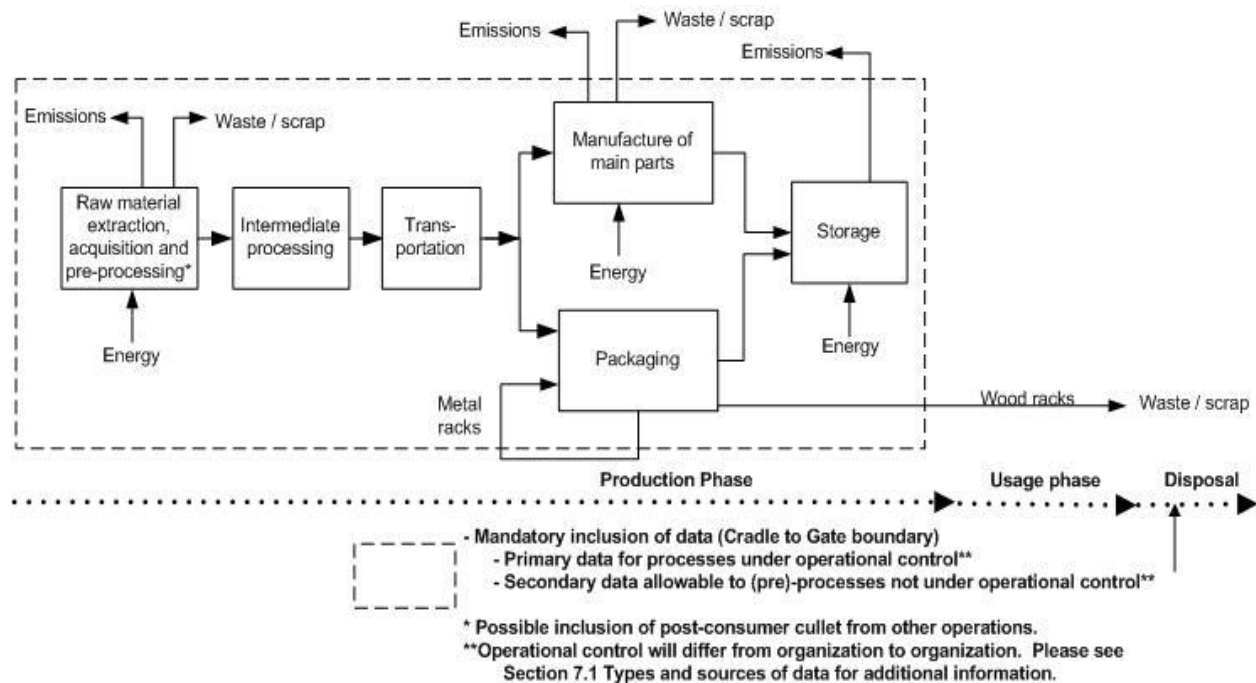 Emissions
Waste / scrap
Emissions
Emissions
Waste / scrap
Manufacture of
main parts
Raw material
extraction,
acquisition and
pre-processing*
Intermediate
processing
Trans-
portation
Storage
Energy
Energy
Energy
Packaging
Metal
racks
Wood racks
Waste / scrap
Production Phase
Usage phase
Disposal
- Mandatory inclusion of data (Cradle to Gate boundary)
- Primary data for processes under operational control**
- Secondary data allowable to (pre)-processes not under operational control**
* Possible inclusion of post-consumer cullet from other operations.
**Operational control will differ from organization to organization. Please see
Section 7.1 Types and sources of data for additional information.